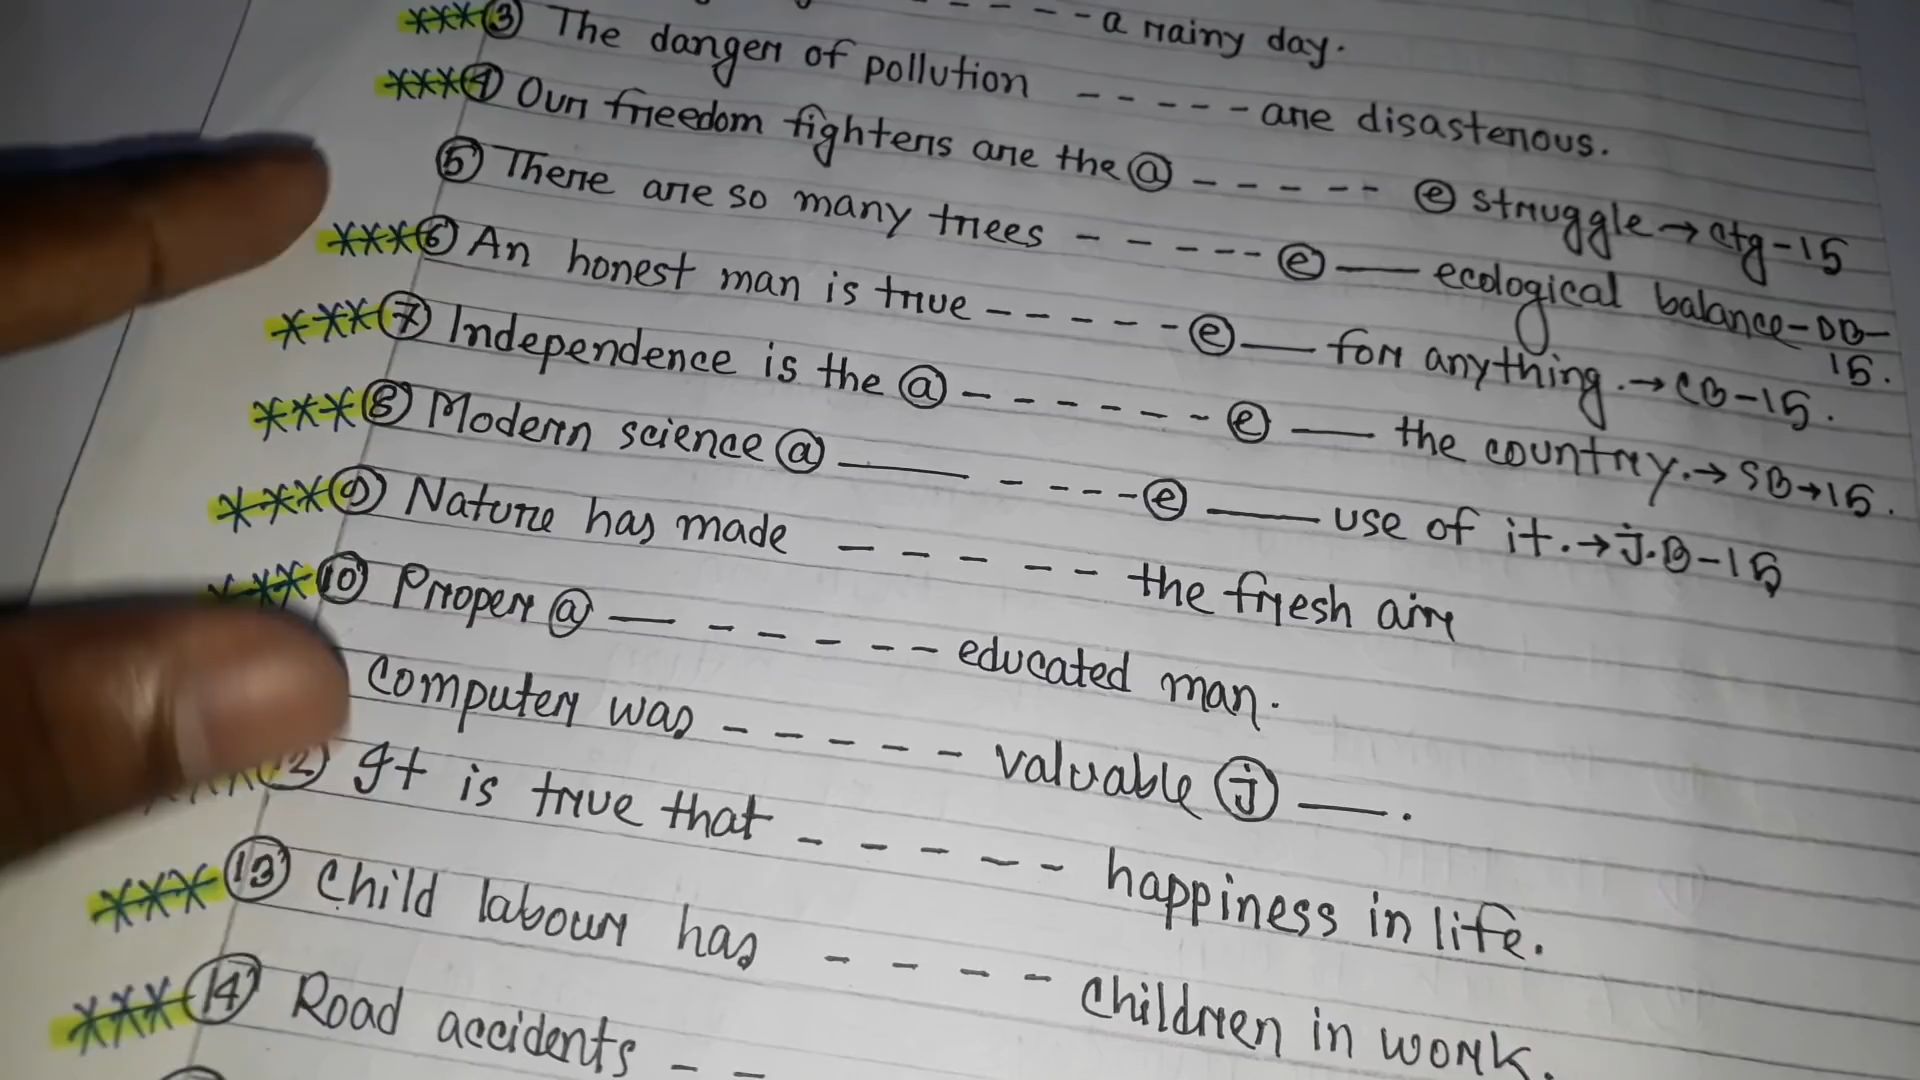 - - - - - a rainy day.
***③ The danger of pollution - - - - - are disasterous.
***④ Our freedom fighters are the ⓐ - - - - - ⓔ struggle → ctg-15
⑤ There are so many trees - - - - - - ⓔ — ecological balance-DB-15.
***⑥ An honest man is true - - - - - - ⓔ — for anything. → CB-15.
***⑦ Independence is the ⓐ - - - - - - - ⓔ — the country. → SB → 15.
***⑧ Modern science ⓐ — - - - - - ⓔ — use of it. → J.B-15
***⑨ Nature has made - - - - - the fresh air
***⑩ Proper ⓐ — - - - - - educated man.
Computer was - - - - - valuable ⓙ —.
12 It is true that - - - - - happiness in life.
***⑬ Child labour has - - - - children in work.
***⑭ Road accidents - -